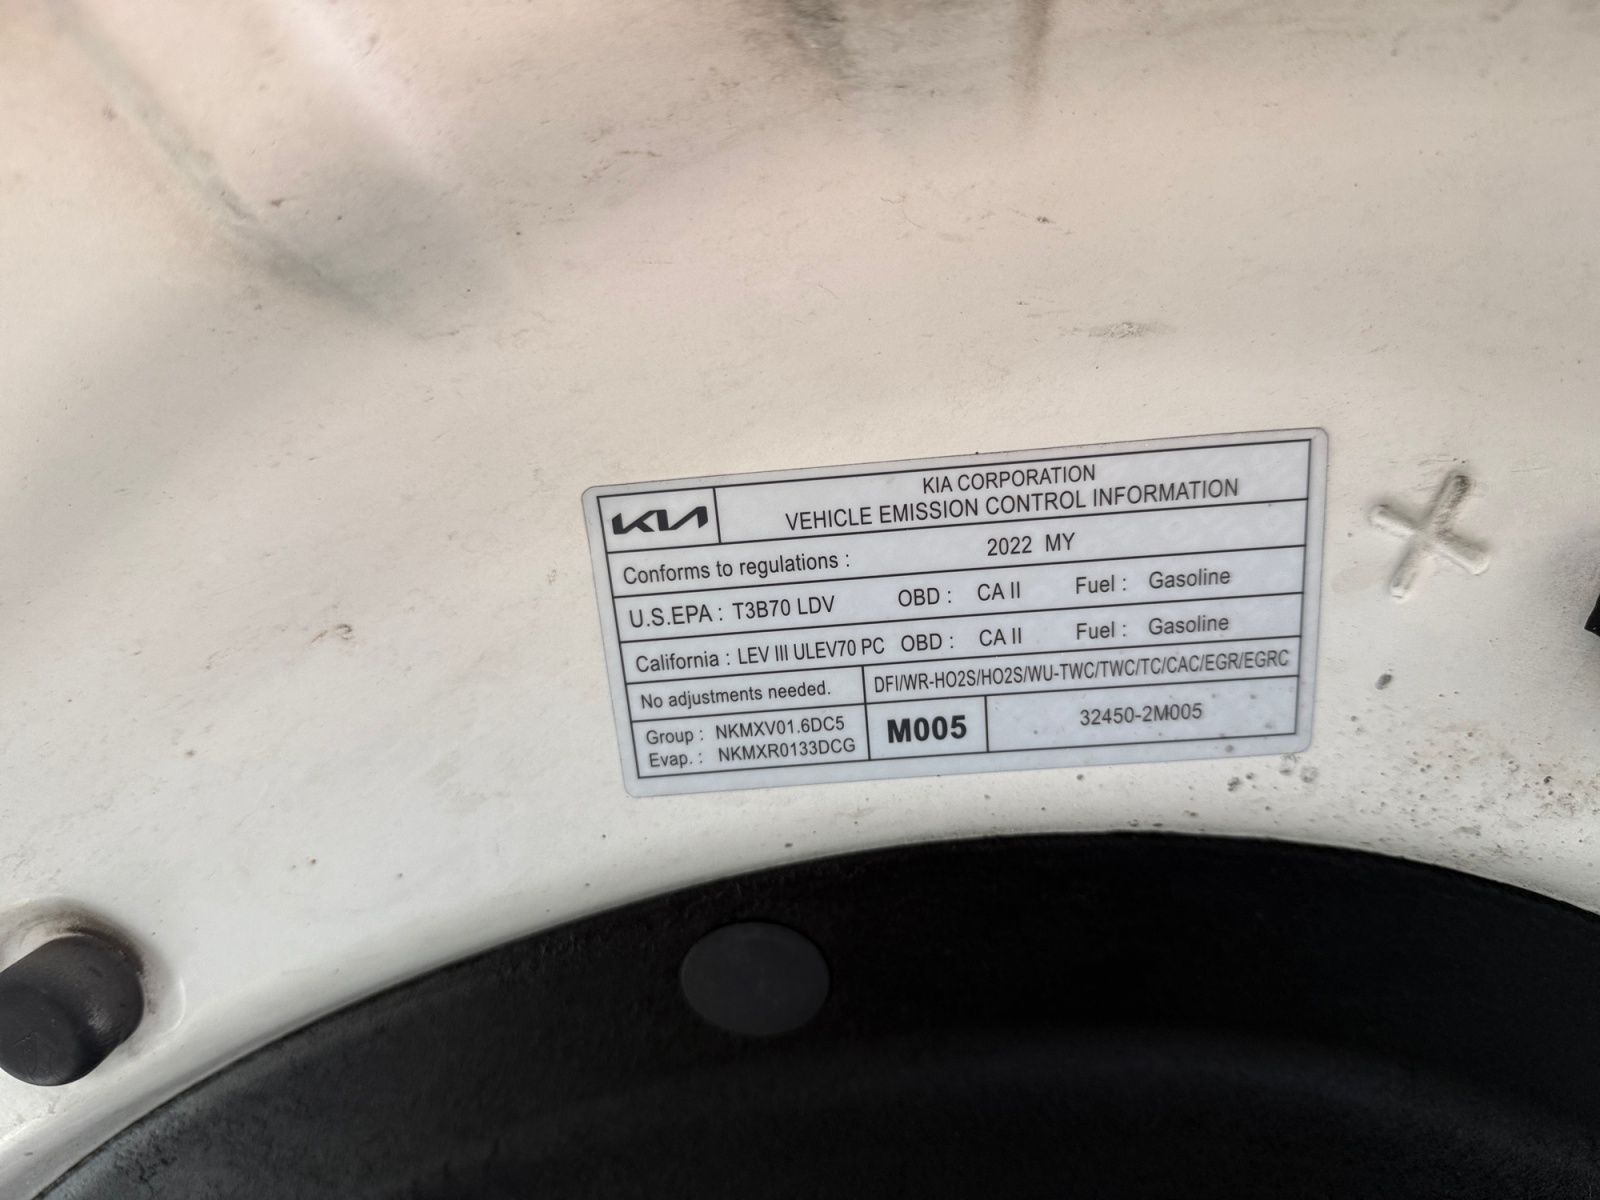 KIA
KIA CORPORATION
VEHICLE EMISSION CONTROL INFORMATION
Conforms to regulations : 2022 MY
U.S.EPA : T3B70 LDV OBD : CA II Fuel : Gasoline
California : LEV III ULEV70 PC OBD : CA II Fuel : Gasoline
No adjustments needed. DFI/WR-HO2S/HO2S/WU-TWC/TWC/TC/CAC/EGR/EGRC
Group : NKMXV01.6DC5
Evap. : NKMXR0133DCG
M005
32450-2M005